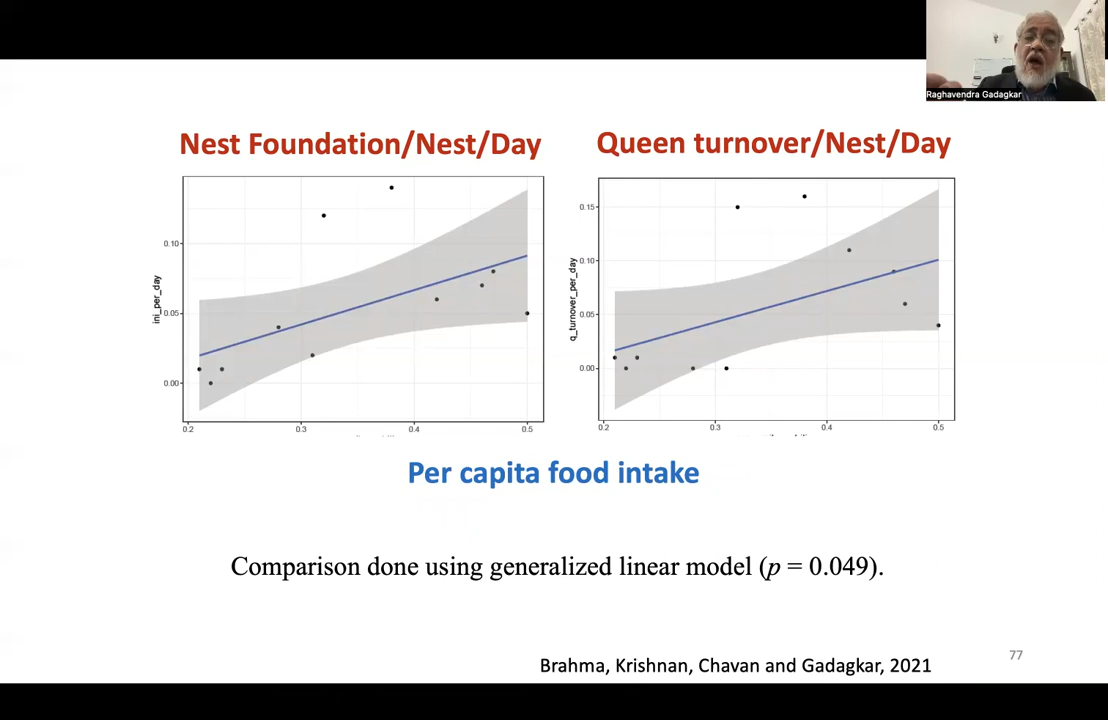 Raghavendra Gadagkar
Nest Foundation/Nest/Day
Queen turnover/Nest/Day
ini_per_day
0.10
0.05
0.00
0.2 0.3 0.4 0.5
q_turnover_per_day
0.15
0.10
0.05
0.00
0.2 0.3 0.4 0.5
Per capita food intake
Comparison done using generalized linear model (p = 0.049).
77
Brahma, Krishnan, Chavan and Gadagkar, 2021